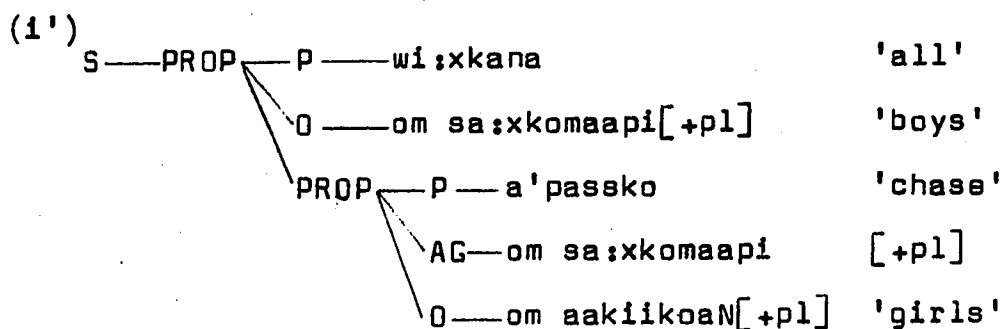 (i')
S PROP P wi:xkana 'all'
O om sa:xkomaapi[+pl] 'boys'
PROP P a'passko 'chase'
AG om sa:xkomaapi [+pl]
O om aakiikoaN[+pl] 'girls'